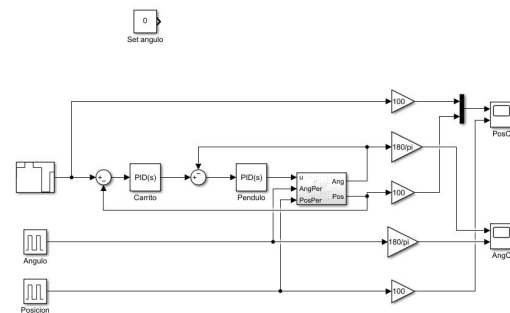 0
Set angulo
100
PosC
180/pi
+
-
PID(s)
Carrito
-
+
PID(s)
Pendulo
u
AngPer
PosPer
Ang
Pos
100
Angulo
180/pi
AngC
Posicion
100